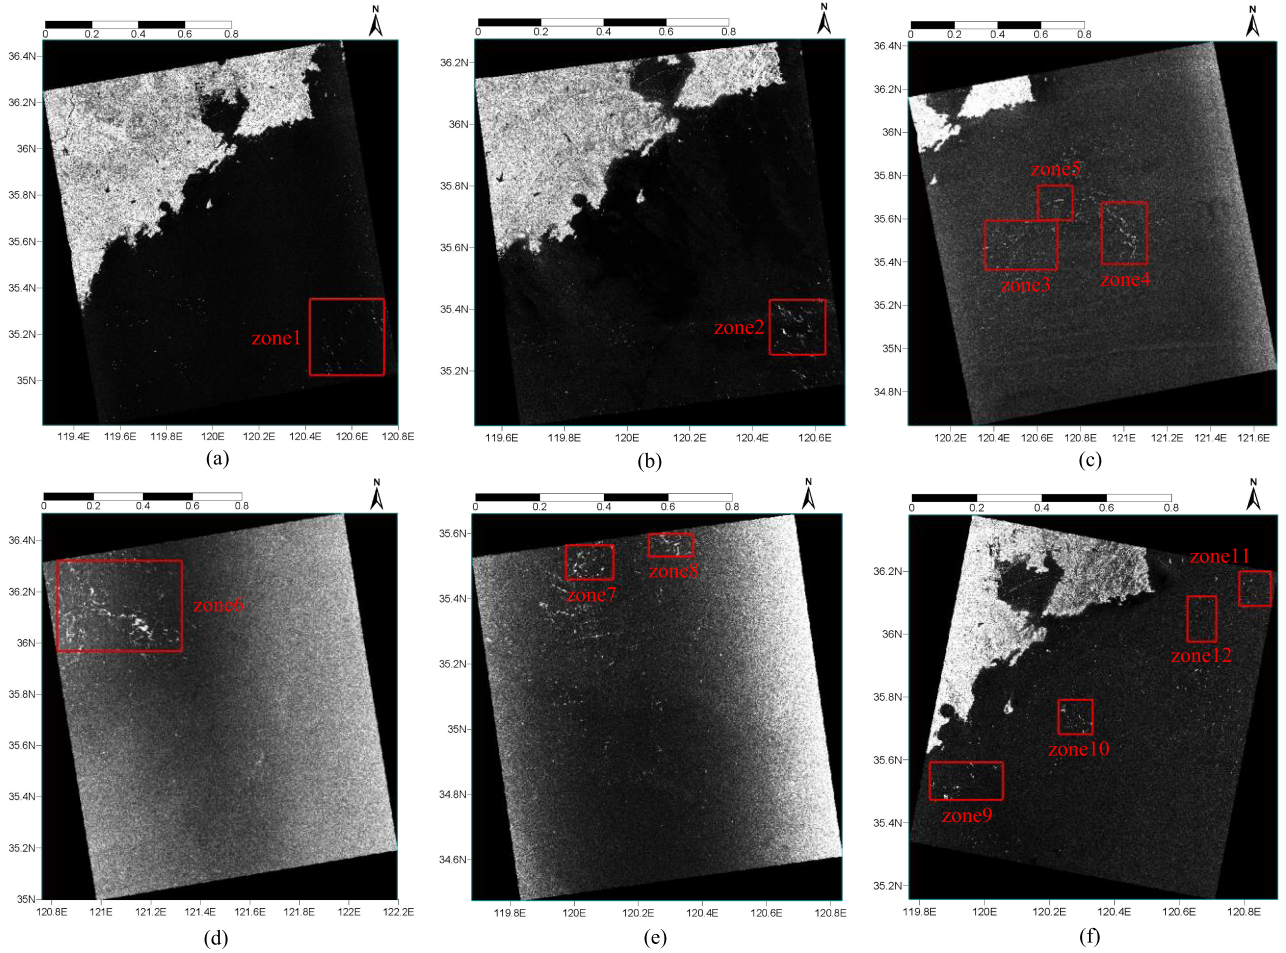 N
0 0.2 0.4 0.6 0.8
36.4N
36.2N
36N
35.8N
35.6N
35.4N
35.2N
35N
zone1
119.4E 119.6E 119.8E 120E 120.2E 120.4E 120.6E 120.8E
(a)
N
0 0.2 0.4 0.6 0.8
36.2N
36N
35.8N
35.6N
35.4N
35.2N
zone2
119.6E 119.8E 120E 120.2E 120.4E 120.6E
(b)
N
0 0.2 0.4 0.6 0.8
36.4N
36.2N
36N
35.8N
35.6N
35.4N
35.2N
35N
34.8N
zone5
zone3
zone4
120.2E 120.4E 120.6E 120.8E 121E 121.2E 121.4E 121.6E
(c)
N
0 0.2 0.4 0.6 0.8
36.4N
36.2N
36N
35.8N
35.6N
35.4N
35.2N
35N
zone6
120.8E 121E 121.2E 121.4E 121.6E 121.8E 122E 122.2E
(d)
N
0 0.2 0.4 0.6 0.8
35.6N
35.4N
35.2N
35N
34.8N
34.6N
zone7
zone8
119.8E 120E 120.2E 120.4E 120.6E 120.8E
(e)
N
0 0.2 0.4 0.6 0.8
36.2N
36N
35.8N
35.6N
35.4N
35.2N
zone11
zone12
zone10
zone9
119.8E 120E 120.2E 120.4E 120.6E 120.8E
(f)